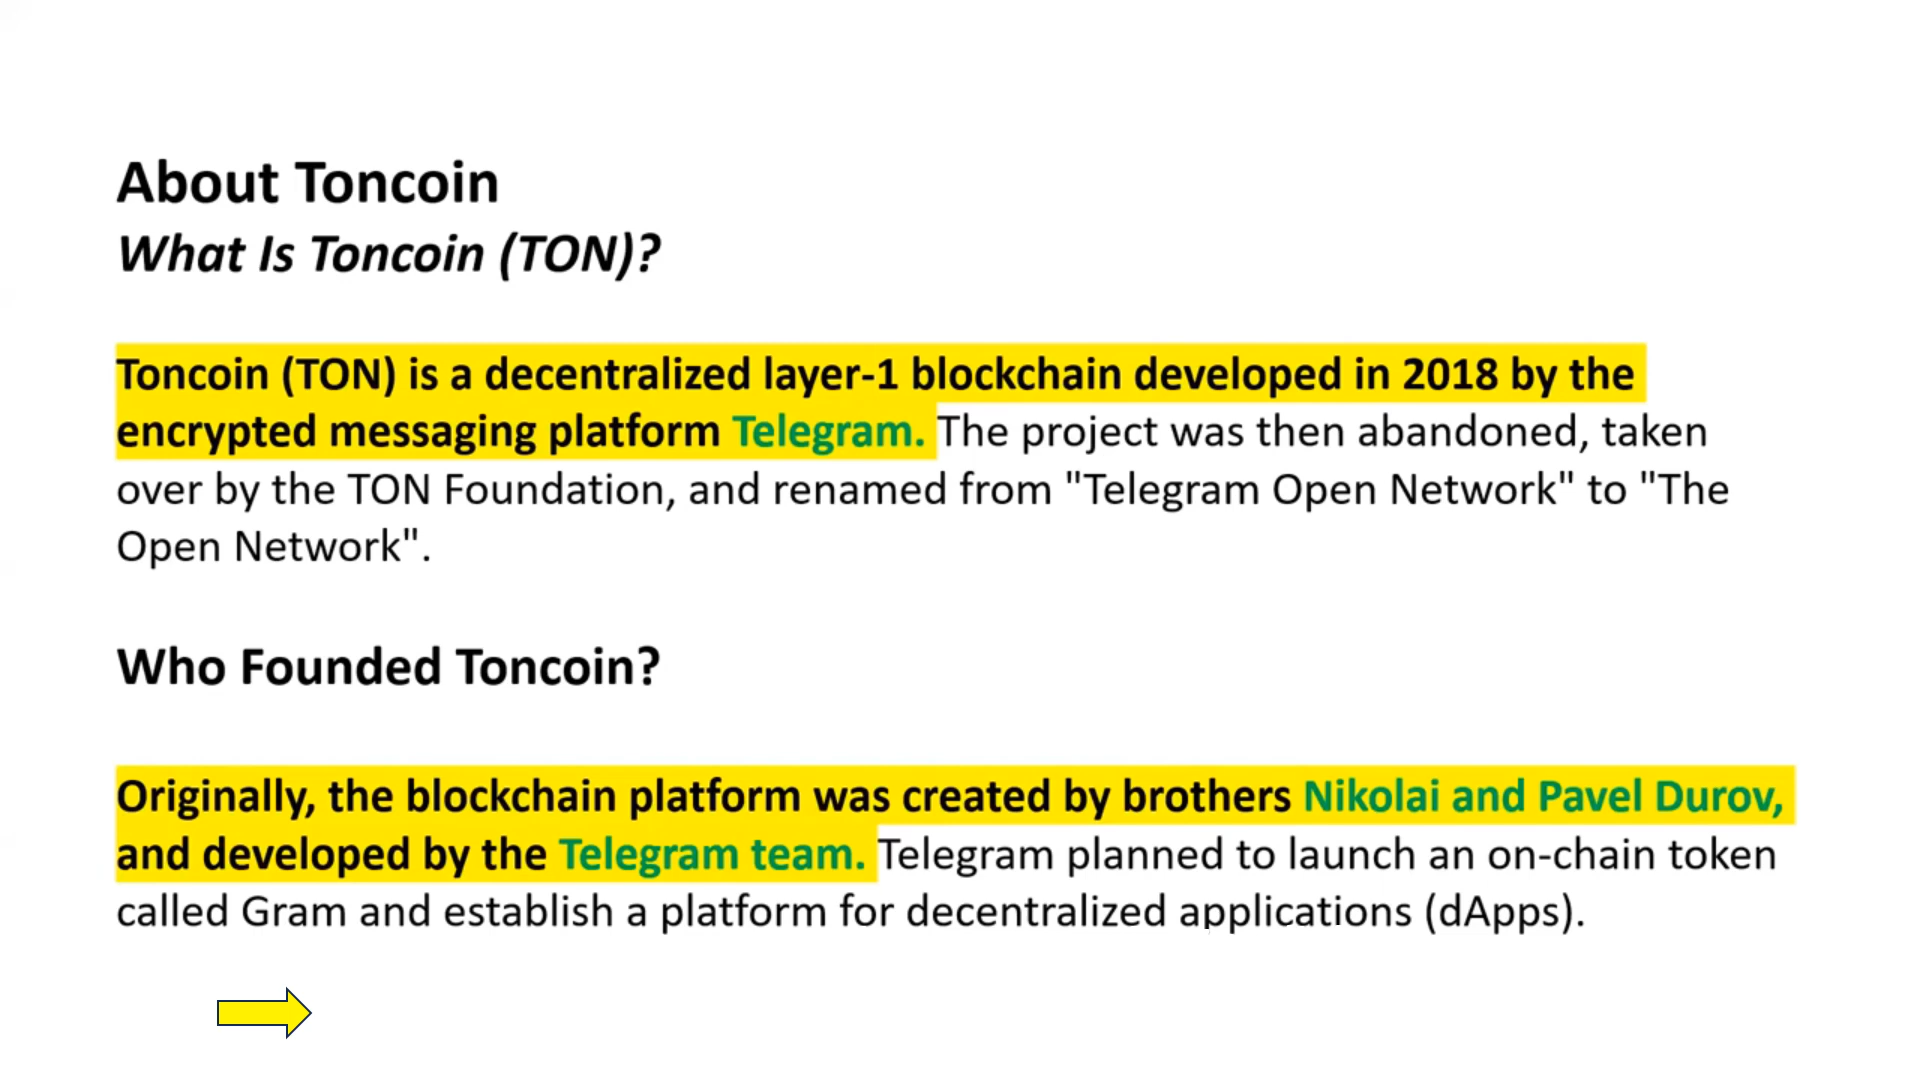 About Toncoin
What Is Toncoin (TON)?
Toncoin (TON) is a decentralized layer-1 blockchain developed in 2018 by the
encrypted messaging platform Telegram. The project was then abandoned, taken
over by the TON Foundation, and renamed from "Telegram Open Network" to "The
Open Network".
Who Founded Toncoin?
Originally, the blockchain platform was created by brothers Nikolai and Pavel Durov,
and developed by the Telegram team. Telegram planned to launch an on-chain token
called Gram and establish a platform for decentralized applications (dApps).